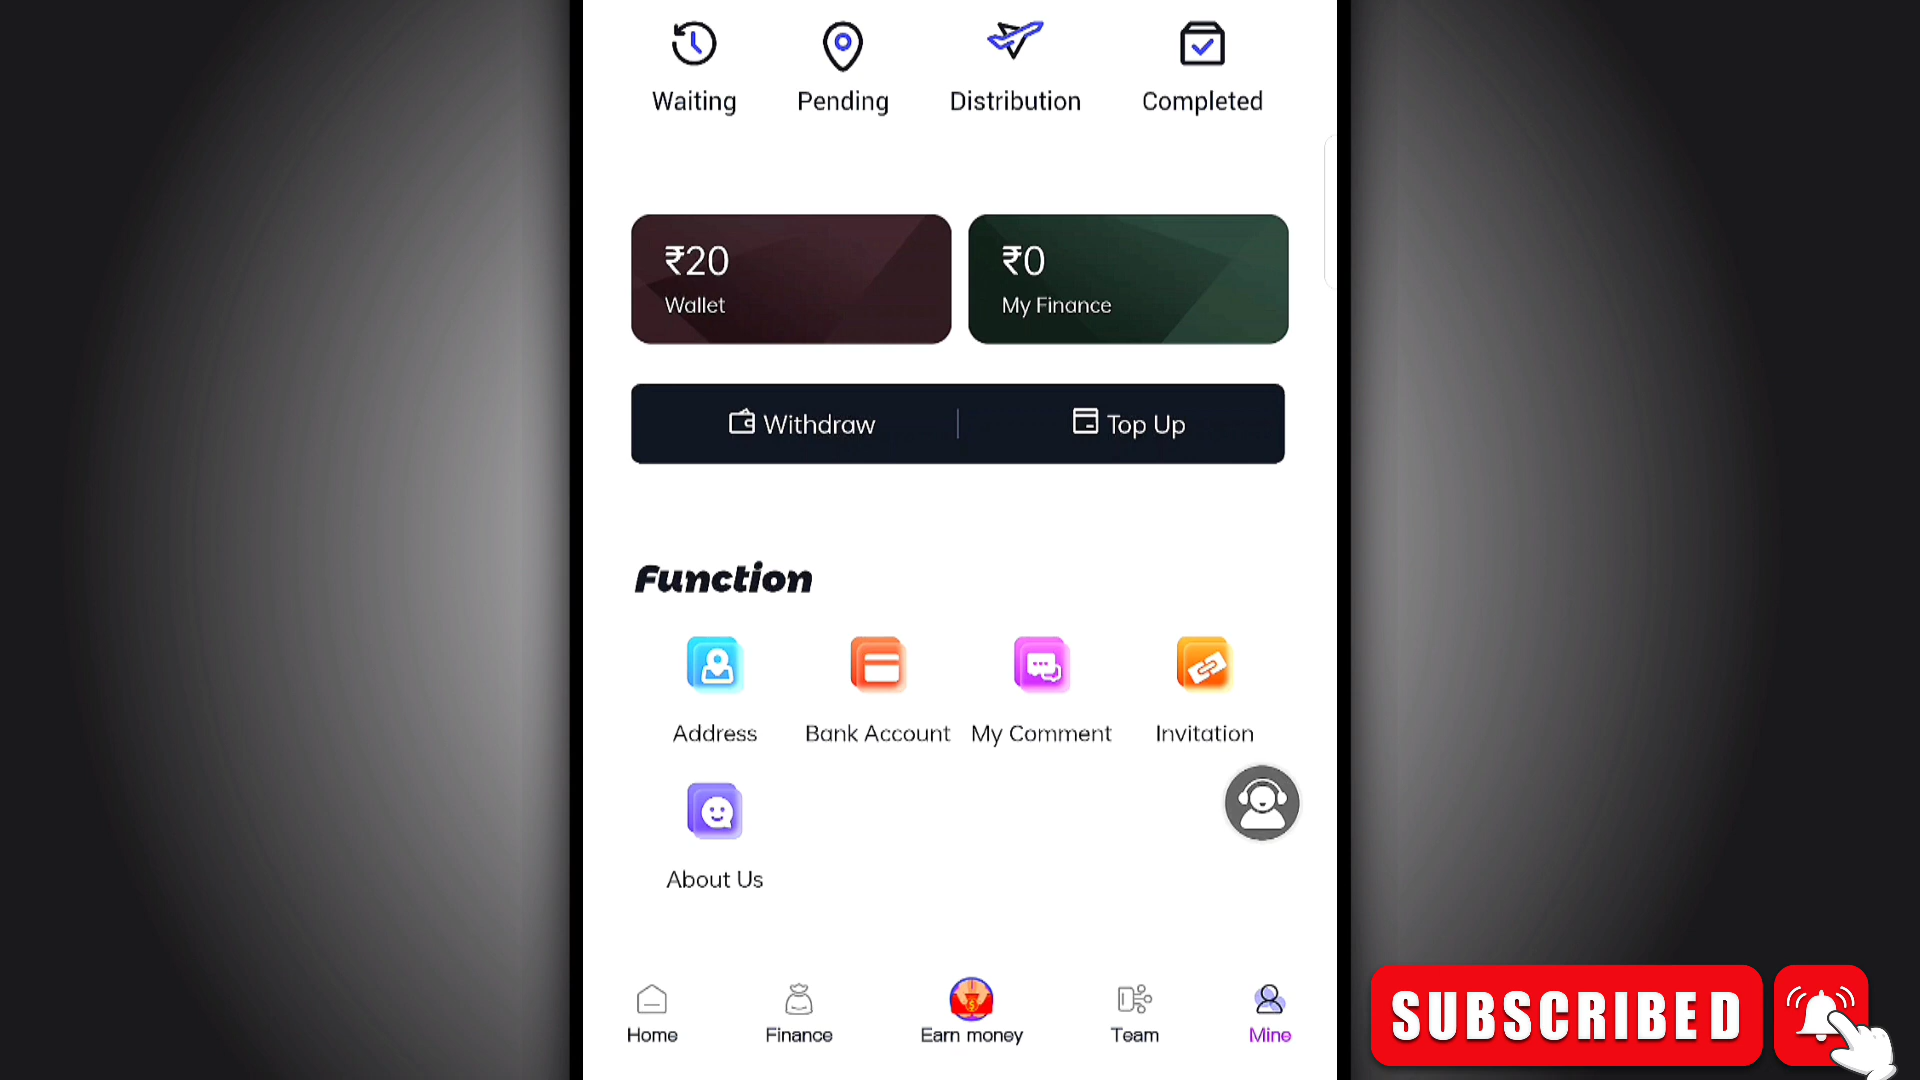 Waiting Pending Distribution Completed
₹20 ₹0
Wallet My Finance
Withdraw Top Up
Function
Address Bank Account My Comment Invitation
About Us
Home Finance Earn money Team Mine
SUBSCRIBED